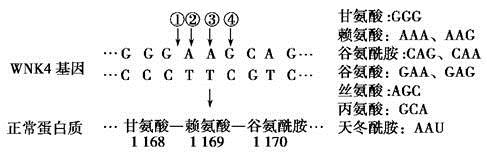 ①② ③ ④
WNK4 基因
…G G G A A G C A G…
…C C C T T C G T C…
正常蛋白质
…甘氨酸—赖氨酸—谷氨酰胺…
1 168 1 169 1 170
甘氨酸:GGG
赖氨酸: AAA、AAG
谷氨酰胺:CAG、CAA
谷氨酸: GAA、GAG
丝氨酸:AGC
丙氨酸: GCA
天冬酰胺: AAU